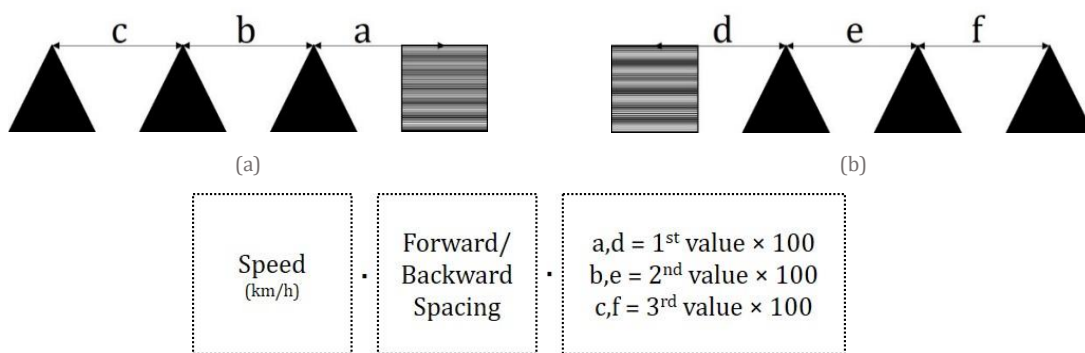 c b a
d e f
(a)
(b)
Speed
(km/h)
.
Forward/
Backward
Spacing
.
a,d = 1st value × 100
b,e = 2nd value × 100
c,f = 3rd value × 100